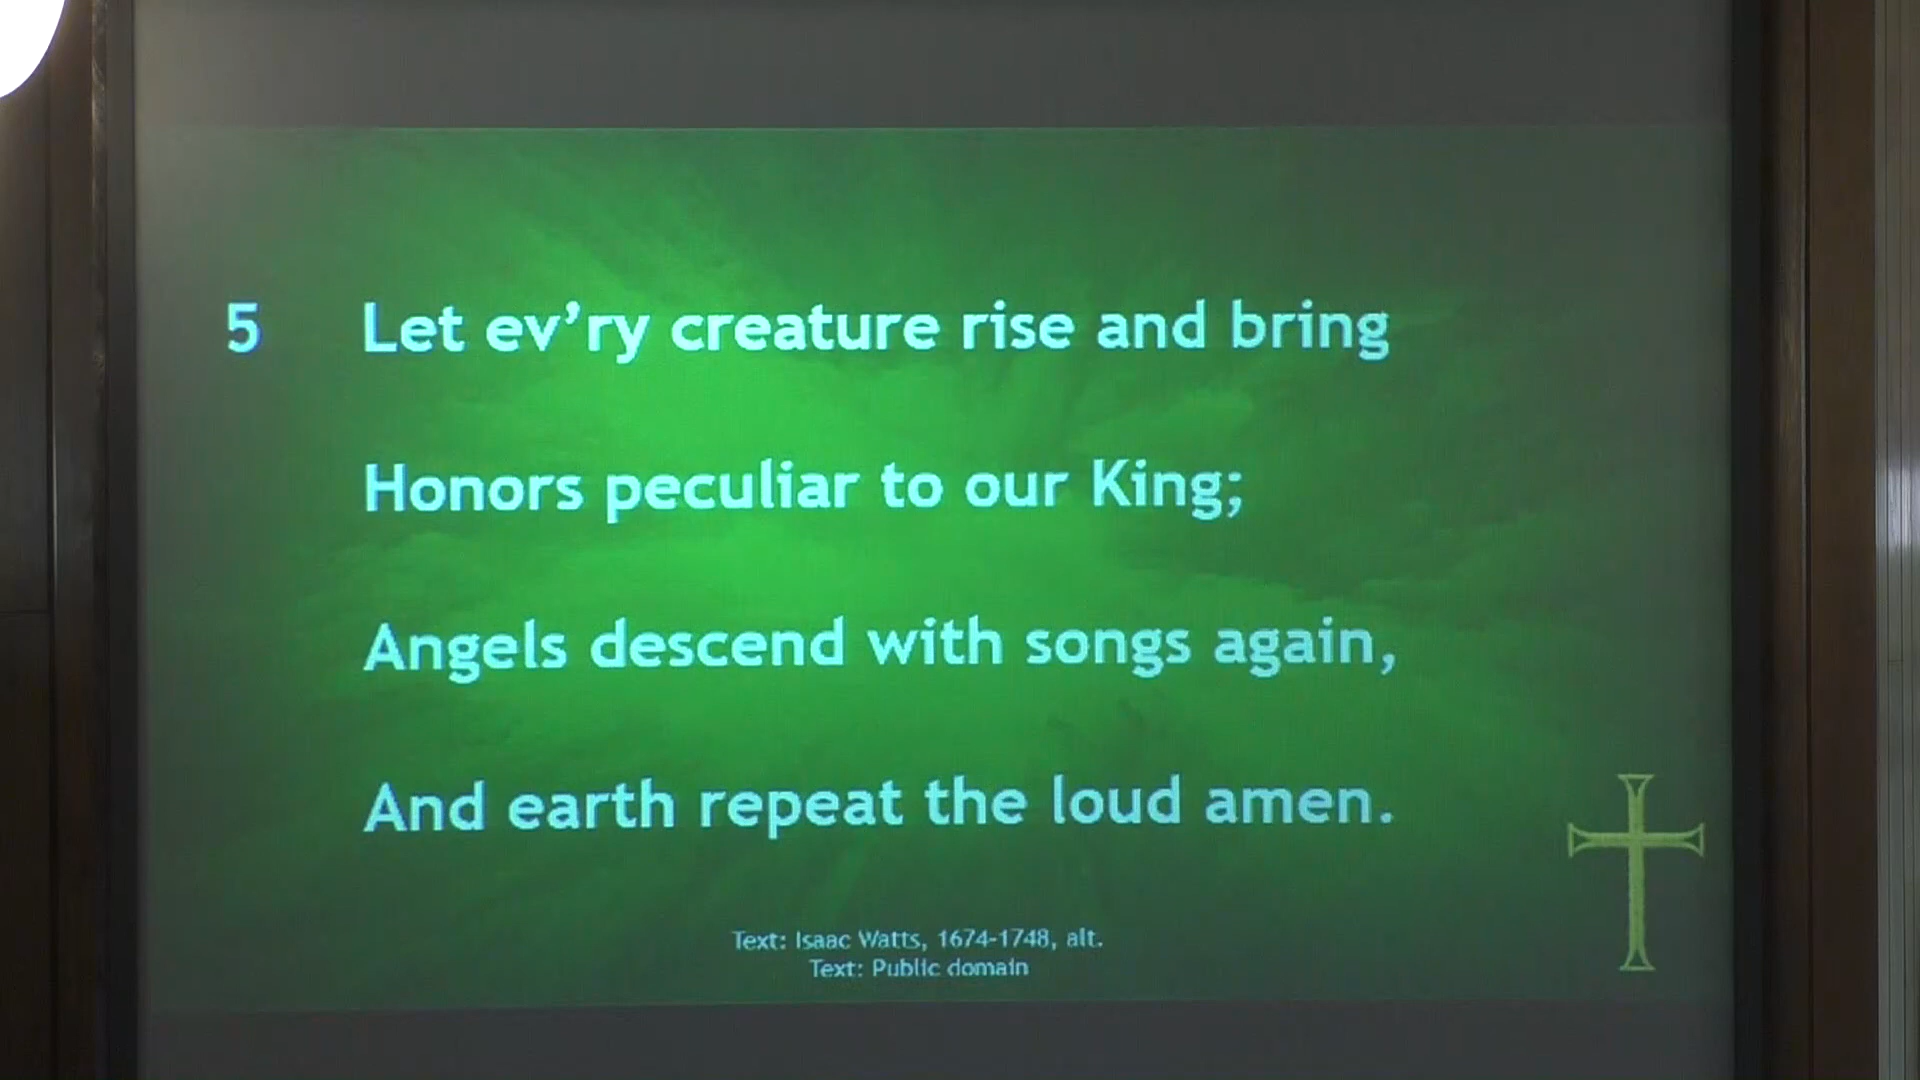 5 Let ev’ry creature rise and bring
Honors peculiar to our King;
Angels descend with songs again,
And earth repeat the loud amen.
Text: Isaac Watts, 1674-1748, alt.
Text: Public domain